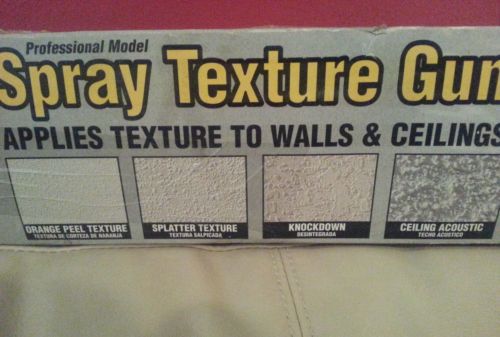 Professional Model
Spray Texture Gun
APPLIES TEXTURE TO WALLS & CEILINGS
ORANGE PEEL TEXTURE
TEXTURA DE CORTEZA DE NARANJA
SPLATTER TEXTURE
TEXTURA SALPICADA
KNOCKDOWN
DESINTEGRADA
CEILING ACOUSTIC
TECHO ACUSTICO